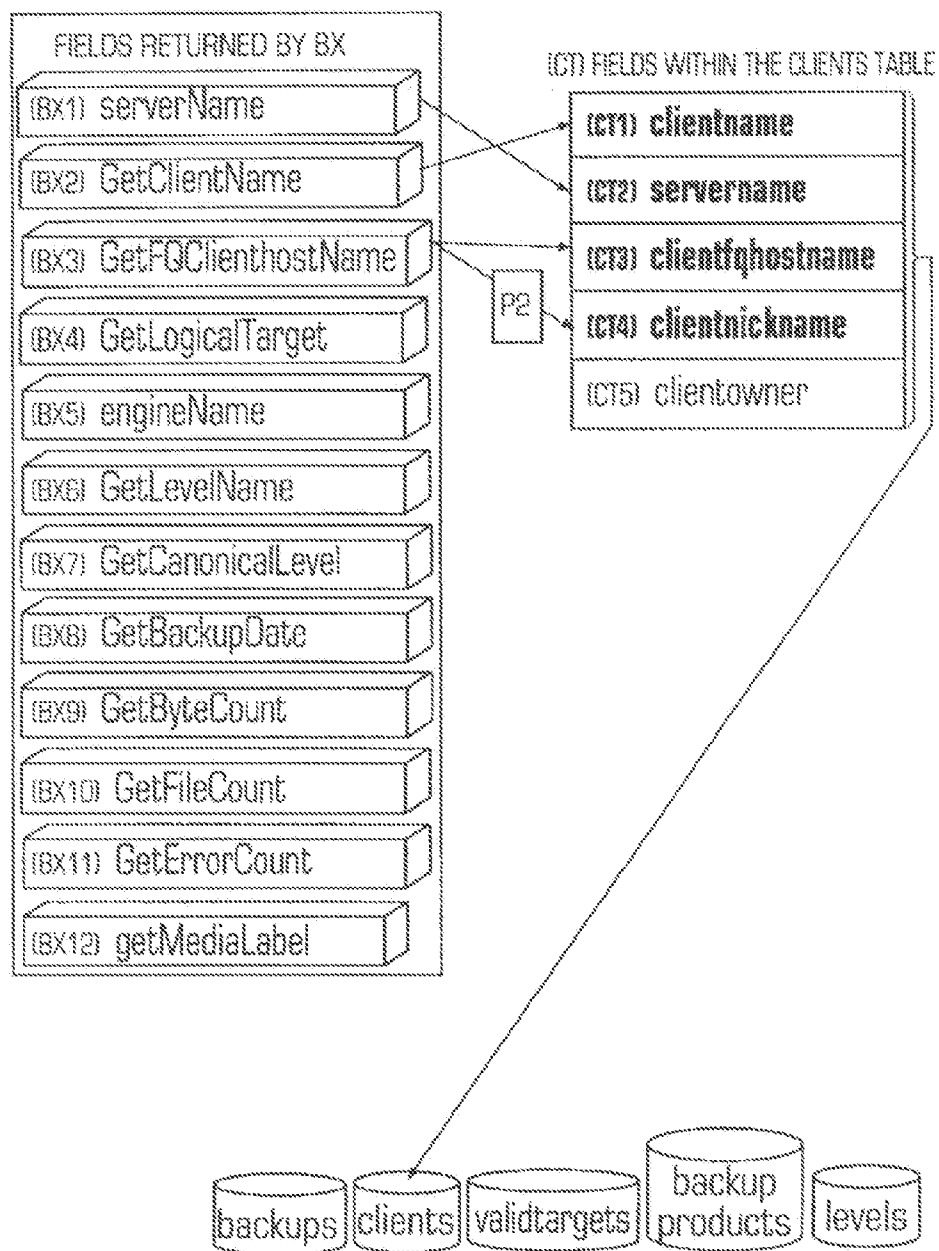 FIELDS RETURNED BY BX
(BX1) serverName
(BX2) GetClientName
(BX3) GetFQClienthostName
(BX4) GetLogicalTarget
(BX5) engineName
(BX6) GetLevelName
(BX7) GetCanonicalLevel
(BX8) GetBackupDate
(BX9) GetByteCount
(BX10) GetFileCount
(BX11) GetErrorCount
(BX12) getMediaLabel
(CT) FIELDS WITHIN THE CLIENTS TABLE
(CT1) clientname
(CT2) servername
(CT3) clientfqhostname
(CT4) clientnickname
(CT5) clientowner
P2
backups
clients
validtargets
backup
products
levels